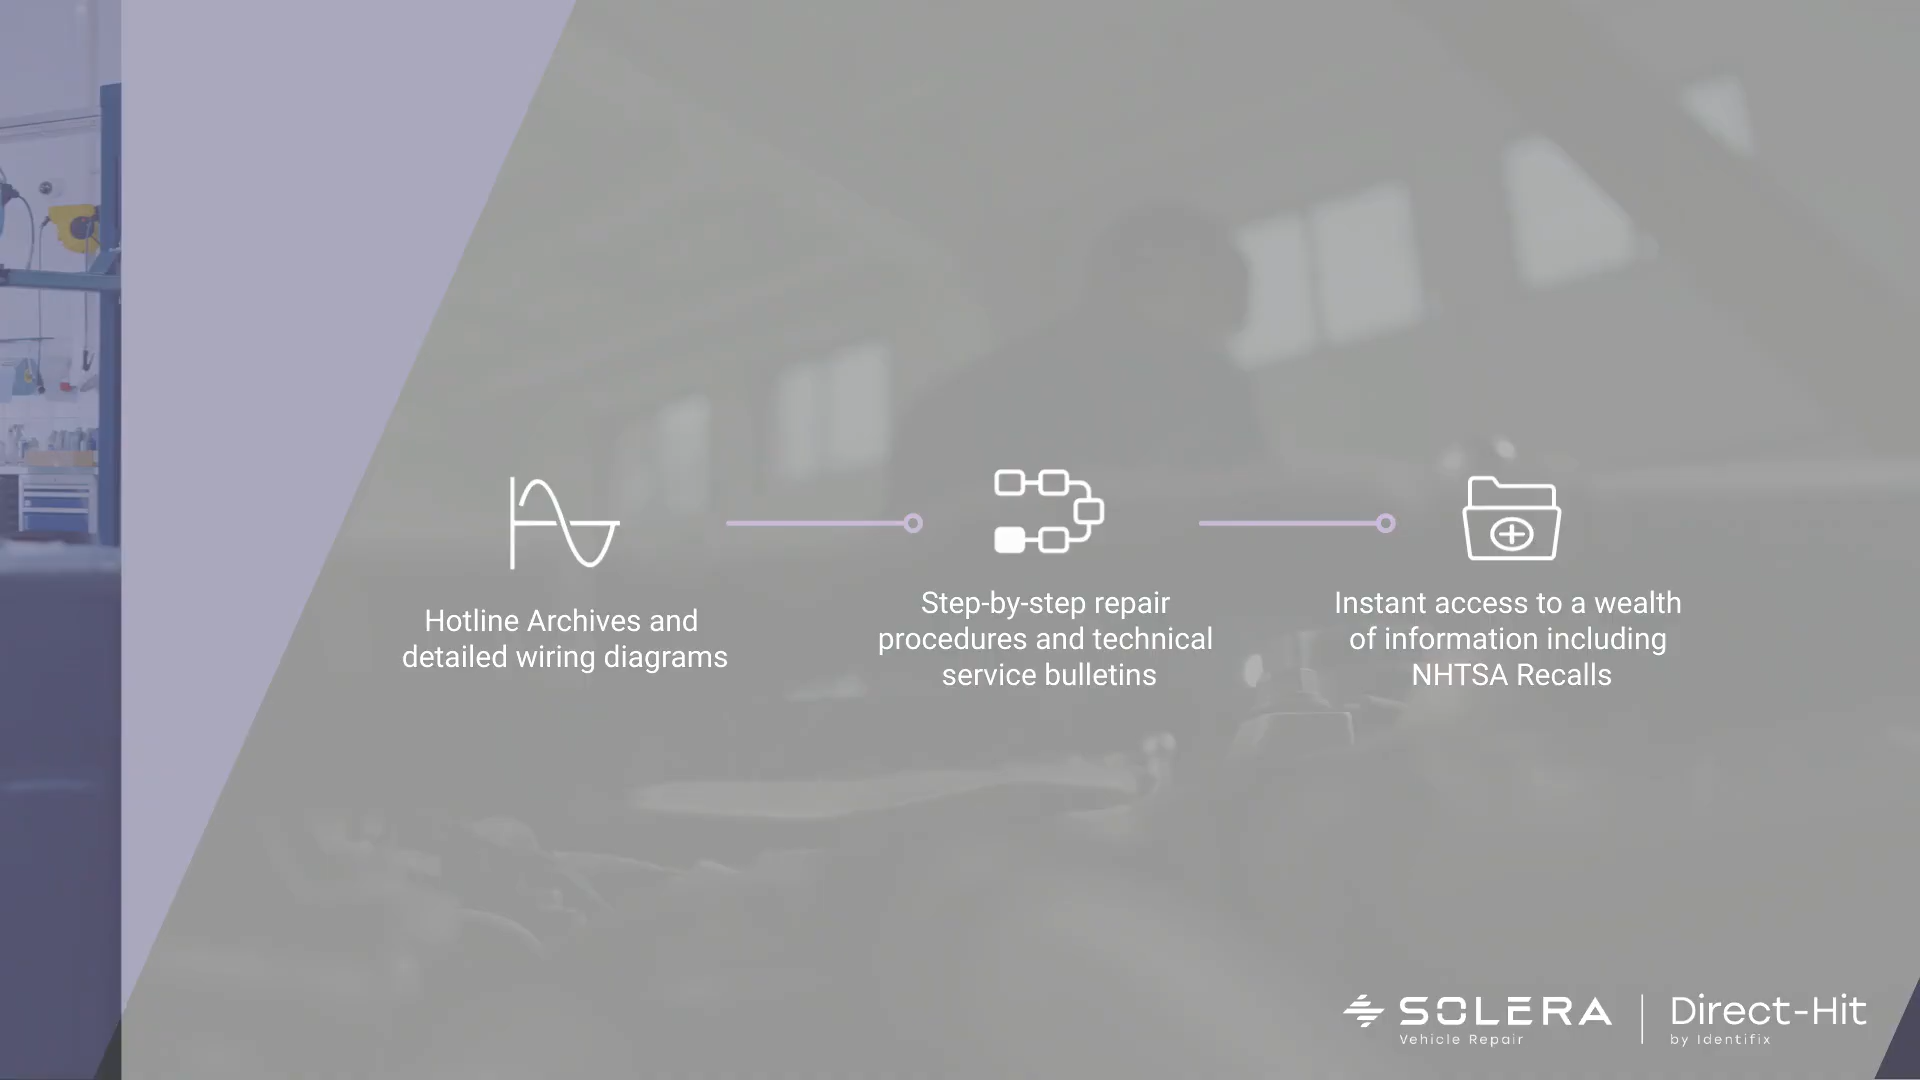 Hotline Archives and
detailed wiring diagrams
Step-by-step repair
procedures and technical
service bulletins
Instant access to a wealth
of information including
NHTSA Recalls
SOLERA
Vehicle Repair
Direct-Hit
by Identifix